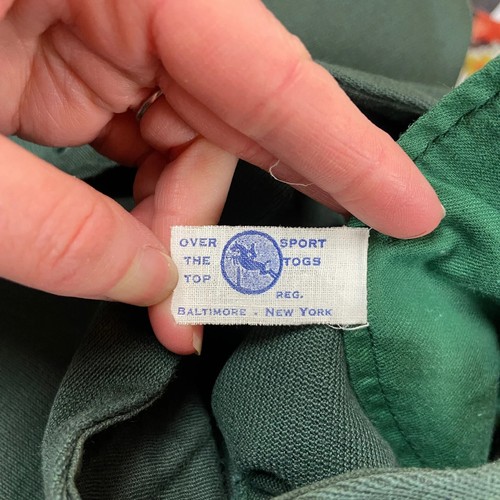 OVER SPORT
THE TOGS
TOP
REG.
BALTIMORE - NEW YORK